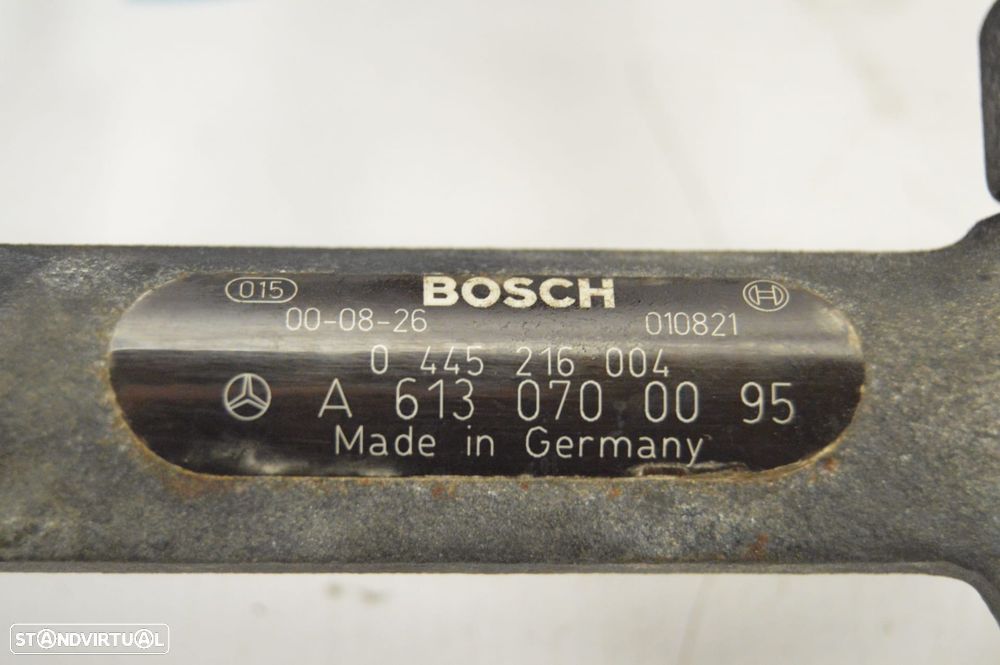 015 BOSCH
00-08-26 010821
0 445 216 004
A 613 070 00 95
Made in Germany
STANDVIRTUAL